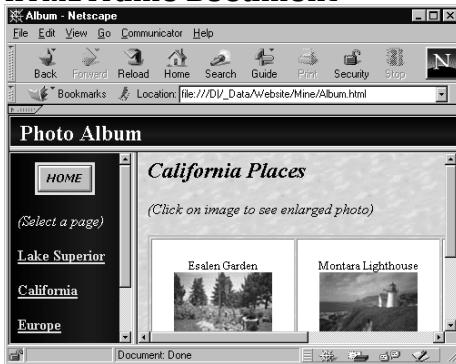 Album - Netscape
File Edit View Go Communicator Help
Back Forward Reload Home Search Guide Print Security Stop
N
Bookmarks Location: file:///D|/_Data/Website/Mine/Album.html
Photo Album
HOME
(Select a page)
Lake Superior
California
Europe
California Places
(Click on image to see enlarged photo)
Esalen Garden Montara Lighthouse
Document: Done